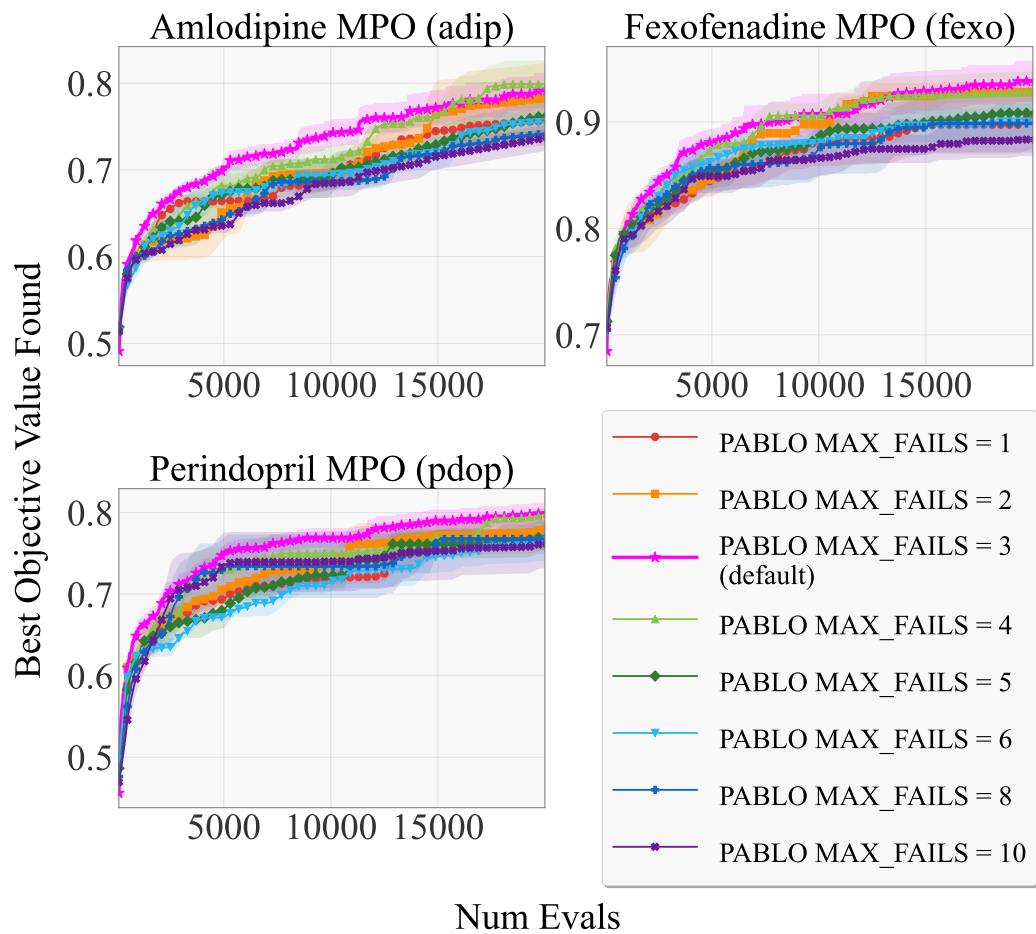 Amlodipine MPO (adip)
0.8
0.7
0.6
0.5
5000 10000 15000
Fexofenadine MPO (fexo)
0.9
0.8
0.7
5000 10000 15000
Best Objective Value Found
Perindopril MPO (pdop)
0.8
0.7
0.6
0.5
5000 10000 15000
PABLO MAX_FAILS = 1
PABLO MAX_FAILS = 2
PABLO MAX_FAILS = 3
(default)
PABLO MAX_FAILS = 4
PABLO MAX_FAILS = 5
PABLO MAX_FAILS = 6
PABLO MAX_FAILS = 8
PABLO MAX_FAILS = 10
Num Evals